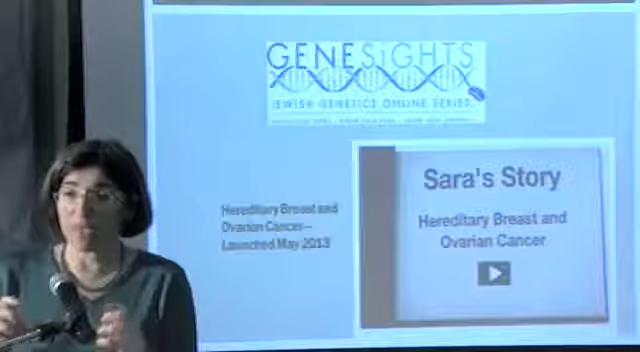 GENESiGHTS
JEWISH GENETICS ONLINE SERIES
Hereditary Breast and
Ovarian Cancer–
Launched May 2013
Sara's Story
Hereditary Breast and
Ovarian Cancer